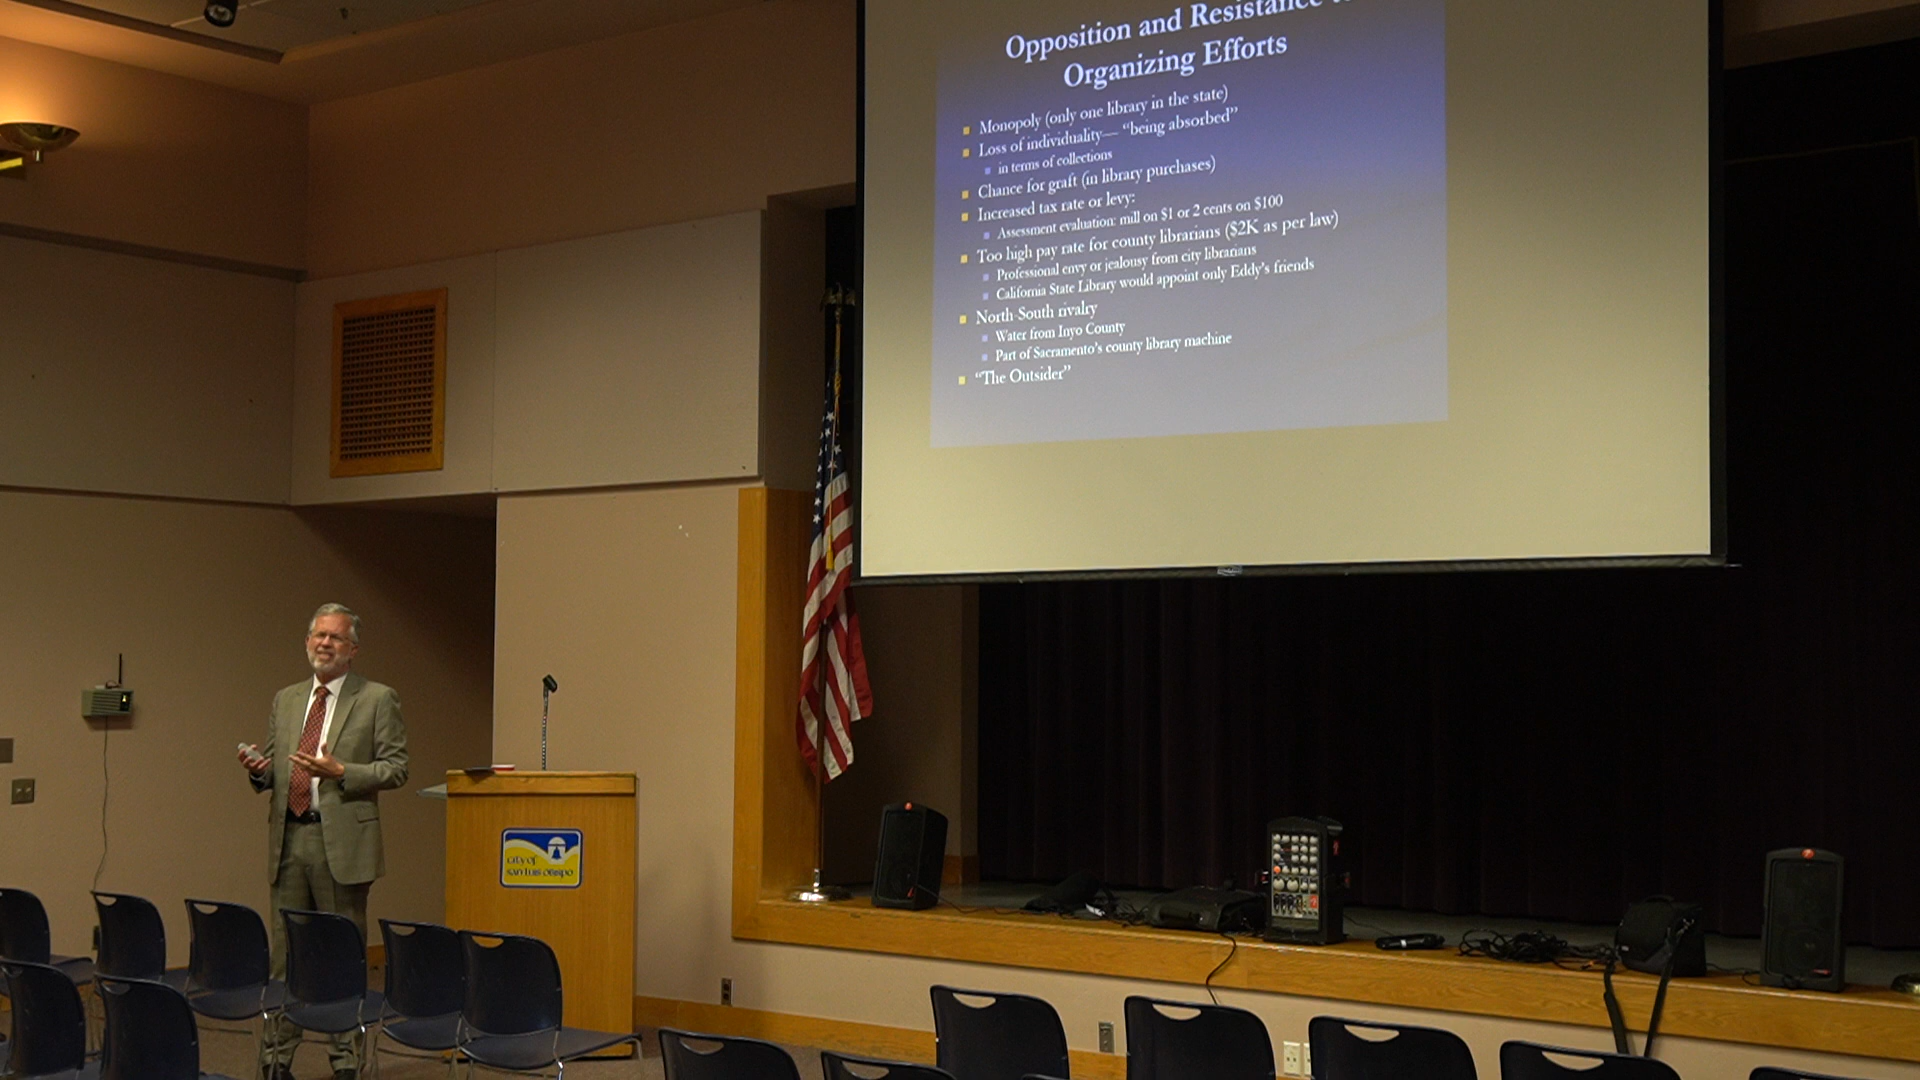 Opposition and Resistance
Organizing Efforts
Monopoly (only one library in the state)
Loss of individuality— “being absorbed”
in terms of collections
Chance for graft (in library purchases)
Increased tax rate or levy:
Assessment evaluation: mill on $1 or 2 cents on $100
Too high pay rate for county librarians ($2K as per law)
Professional envy or jealousy from city librarians
California State Library would appoint only Eddy’s friends
North-South rivalry
Water from Inyo County
Part of Sacramento’s county library machine
“The Outsider”
city of
san luis obispo